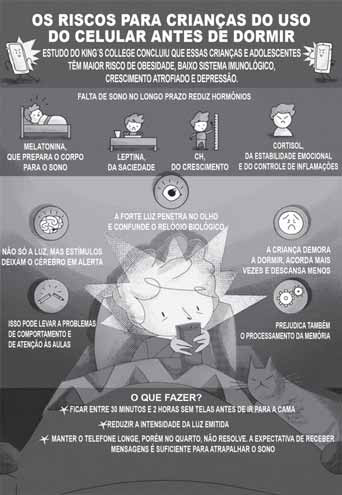 OS RISCOS PARA CRIANÇAS DO USO
DO CELULAR ANTES DE DORMIR
ESTUDO DO KING'S COLLEGE CONCLUIU QUE ESSAS CRIANÇAS E ADOLESCENTES
TÊM MAIOR RISCO DE OBESIDADE, BAIXO SISTEMA IMUNOLÓGICO,
CRESCIMENTO ATROFIADO E DEPRESSÃO.
FALTA DE SONO NO LONGO PRAZO REDUZ HORMÔNIOS
MELATONINA,
QUE PREPARA O CORPO
PARA O SONO
LEPTINA,
DA SACIEDADE
CH,
DO CRESCIMENTO
CORTISOL,
DA ESTABILIDADE EMOCIONAL
E DO CONTROLE DE INFLAMAÇÕES
A FORTE LUZ PENETRA NO OLHO
E CONFUNDE O RELÓGIO BIOLÓGICO
NÃO SÓ A LUZ, MAS ESTÍMULOS
DEIXAM O CÉREBRO EM ALERTA
A CRIANÇA DEMORA
A DORMIR, ACORDA MAIS
VEZES E DESCANSA MENOS
ISSO PODE LEVAR A PROBLEMAS
DE COMPORTAMENTO E
DE ATENÇÃO ÀS AULAS
PREJUDICA TAMBÉM
O PROCESSAMENTO DA MEMÓRIA
O QUE FAZER?
FICAR ENTRE 30 MINUTOS E 2 HORAS SEM TELAS ANTES DE IR PARA A CAMA
REDUZIR A INTENSIDADE DA LUZ EMITIDA
MANTER O TELEFONE LONGE, PORÉM NO QUARTO, NÃO RESOLVE. A EXPECTATIVA DE RECEBER
MENSAGENS É SUFICIENTE PARA ATRAPALHAR O SONO